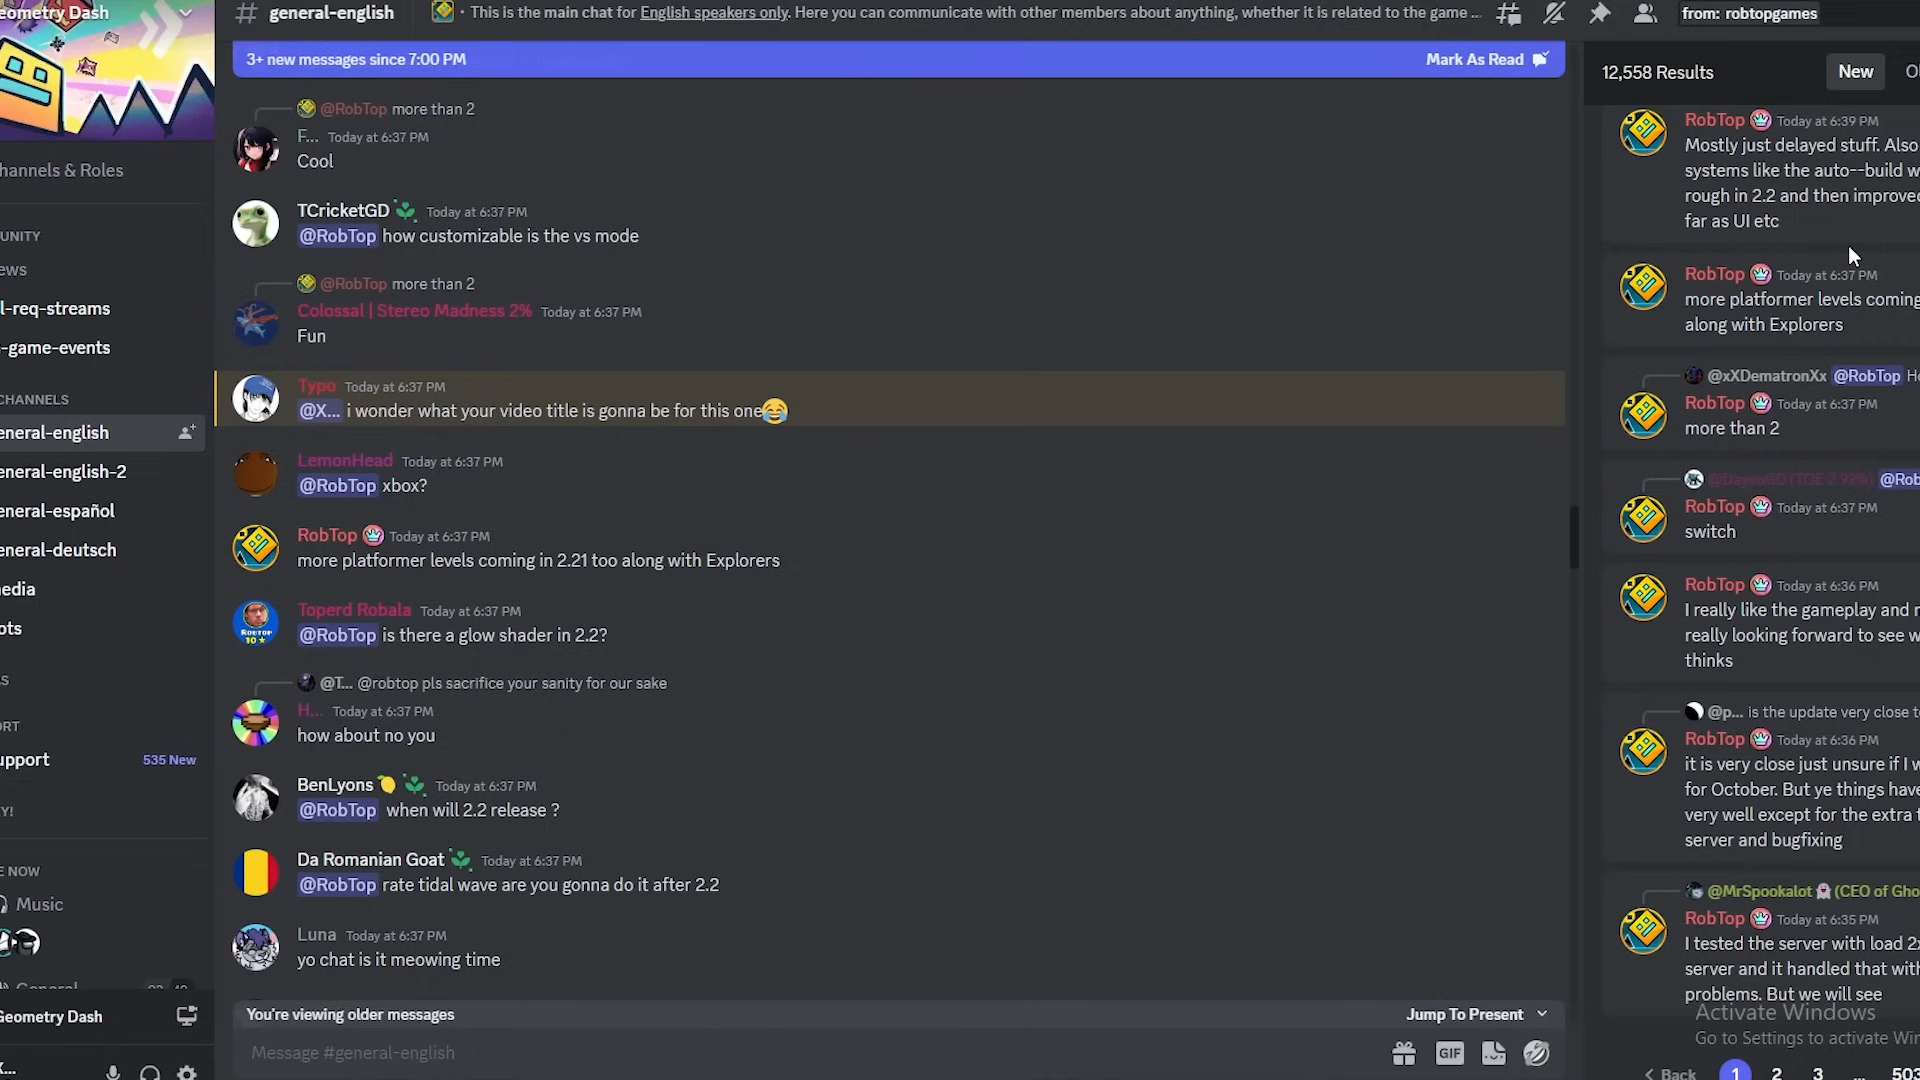 eometry Dash
hannels & Roles
UNITY
ews
l-req-streams
-game-events
CHANNELS
eneral-english
eneral-english-2
eneral-español
eneral-deutsch
nedia
ots
S
ORT
upport
535 New
Y!
E NOW
Music
General
Geometry Dash
X...
# general-english
• This is the main chat for English speakers only. Here you can communicate with other members about anything, whether it is related to the game ...
from: robtopgames
3+ new messages since 7:00 PM
Mark As Read
@RobTop more than 2
F... Today at 6:37 PM
Cool
TCricketGD Today at 6:37 PM
@RobTop how customizable is the vs mode
@RobTop more than 2
Colossal | Stereo Madness 2% Today at 6:37 PM
Fun
Typo Today at 6:37 PM
@X... i wonder what your video title is gonna be for this one😂
LemonHead Today at 6:37 PM
@RobTop xbox?
RobTop Today at 6:37 PM
more platformer levels coming in 2.21 too along with Explorers
ROBTOP
10
Toperd Robala Today at 6:37 PM
@RobTop is there a glow shader in 2.2?
@T... @robtop pls sacrifice your sanity for our sake
H... Today at 6:37 PM
how about no you
BenLyons Today at 6:37 PM
@RobTop when will 2.2 release ?
Da Romanian Goat Today at 6:37 PM
@RobTop rate tidal wave are you gonna do it after 2.2
Luna Today at 6:37 PM
yo chat is it meowing time
You're viewing older messages
Jump To Present
Message #general-english
GIF
12,558 Results
New
Ol
RobTop Today at 6:39 PM
Mostly just delayed stuff. Also
systems like the auto--build w
rough in 2.2 and then improved
far as UI etc
RobTop Today at 6:37 PM
more platformer levels coming
along with Explorers
@xXDematronXx @RobTop Ho
RobTop Today at 6:37 PM
more than 2
@Rob
RobTop Today at 6:37 PM
switch
RobTop Today at 6:36 PM
I really like the gameplay and
really looking forward to see w
thinks
@p... is the update very close to
RobTop Today at 6:36 PM
it is very close just unsure if I w
for October. But ye things have
very well except for the extra t
server and bugfixing
@MrSpookalot (CEO of Gho
RobTop Today at 6:35 PM
I tested the server with load 2x
server and it handled that with
problems. But we will see
Activate Windows
Go to Settings to activate Win
< Back 1 2 3 ... 503